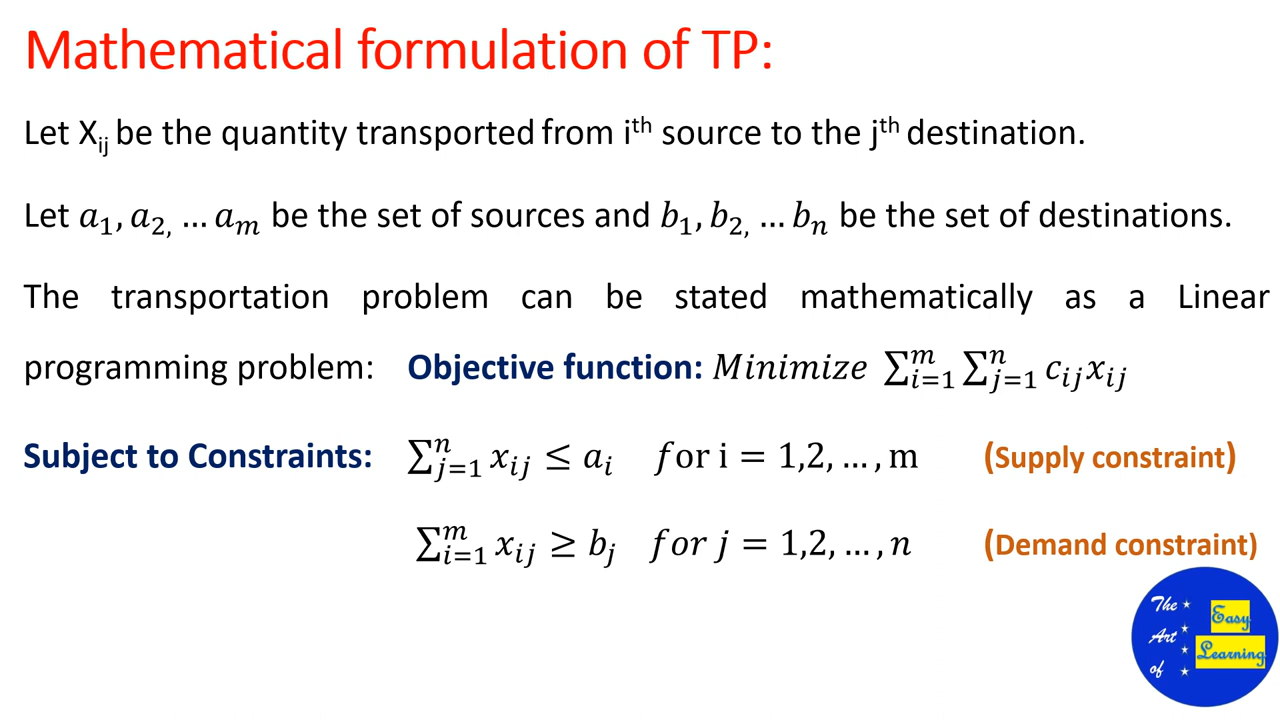 Mathematical formulation of TP:
Let X_ij be the quantity transported from i^th source to the j^th destination.
Let a_1, a_2, … a_m be the set of sources and b_1, b_2, … b_n be the set of destinations.
The transportation problem can be stated mathematically as a Linear
programming problem: Objective function: Minimize ∑_{i=1}^{m} ∑_{j=1}^{n} c_ij x_ij
Subject to Constraints: ∑_{j=1}^{n} x_ij ≤ a_i for i = 1,2, … , m (Supply constraint)
∑_{i=1}^{m} x_ij ≥ b_j for j = 1,2, … , n (Demand constraint)
The
Art
of
Easy
Learning